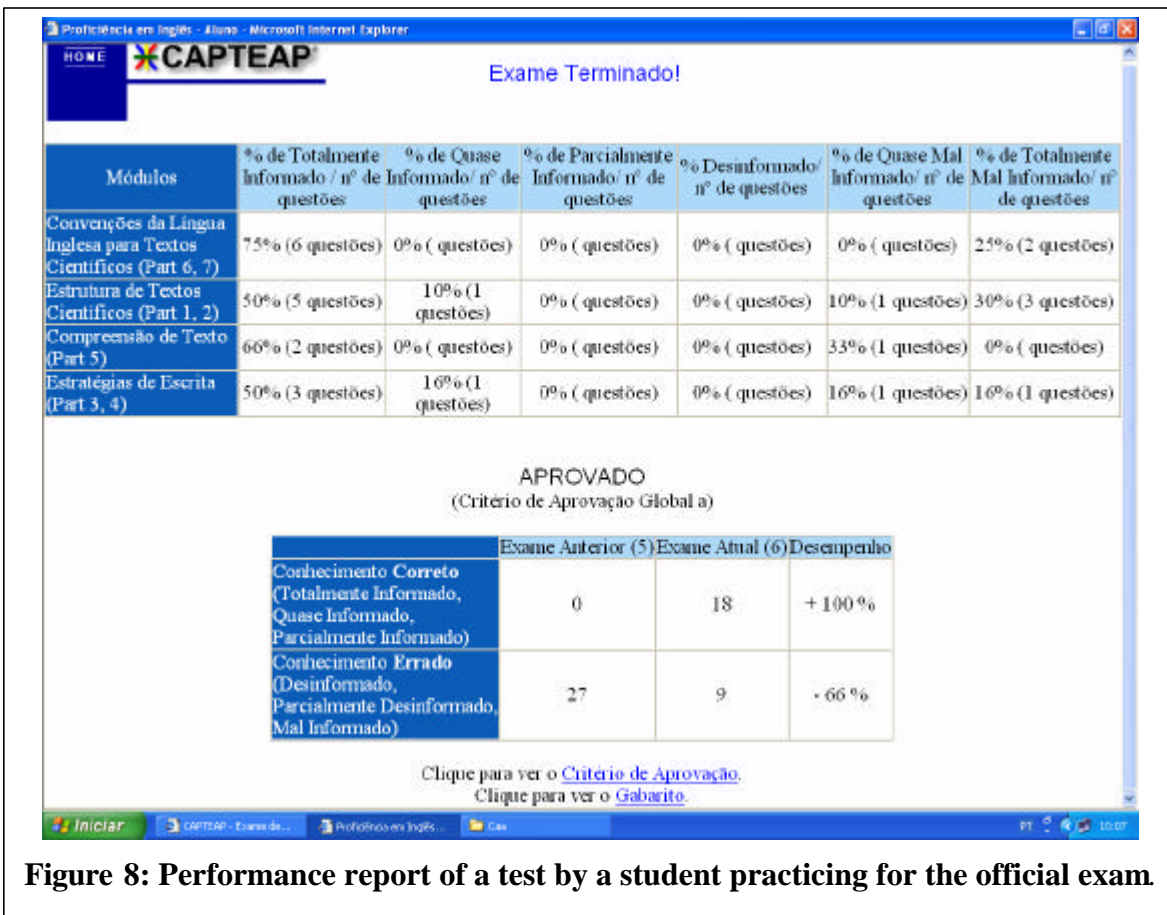 Proficiência em Inglês - Aluno - Microsoft Internet Explorer
HOME
CAPTEAP®
Exame Terminado!
Módulos
% de Totalmente Informado / nº de questões
% de Quase Informado/ nº de questões
% de Parcialmente Informado/ nº de questões
% Desinformado/ nº de questões
% de Quase Mal Informado/ nº de questões
% de Totalmente Mal Informado/ nº de questões
Convenções da Língua Inglesa para Textos Científicos (Part 6, 7)
75% (6 questões) 0% ( questões) 0% ( questões) 0% ( questões) 0% ( questões) 25% (2 questões)
Estrutura de Textos Científicos (Part 1, 2)
50% (5 questões) 10% (1 questões) 0% ( questões) 0% ( questões) 10% (1 questões) 30% (3 questões)
Compreensão de Texto (Part 5)
66% (2 questões) 0% ( questões) 0% ( questões) 0% ( questões) 33% (1 questões) 0% ( questões)
Estratégias de Escrita (Part 3, 4)
50% (3 questões) 16% (1 questões) 0% ( questões) 0% ( questões) 16% (1 questões) 16% (1 questões)
APROVADO
(Critério de Aprovação Global a)
Exame Anterior (5) Exame Atual (6) Desempenho
Conhecimento Correto
(Totalmente Informado,
Quase Informado,
Parcialmente Informado)
0 18 + 100 %
Conhecimento Errado
(Desinformado,
Parcialmente Desinformado,
Mal Informado)
27 9 - 66 %
Clique para ver o Critério de Aprovação.
Clique para ver o Gabarito.
Iniciar
CAPTEAP - Exame de...
Proficiência em Inglês...
PT
10:07
Figure 8: Performance report of a test by a student practicing for the official exam.